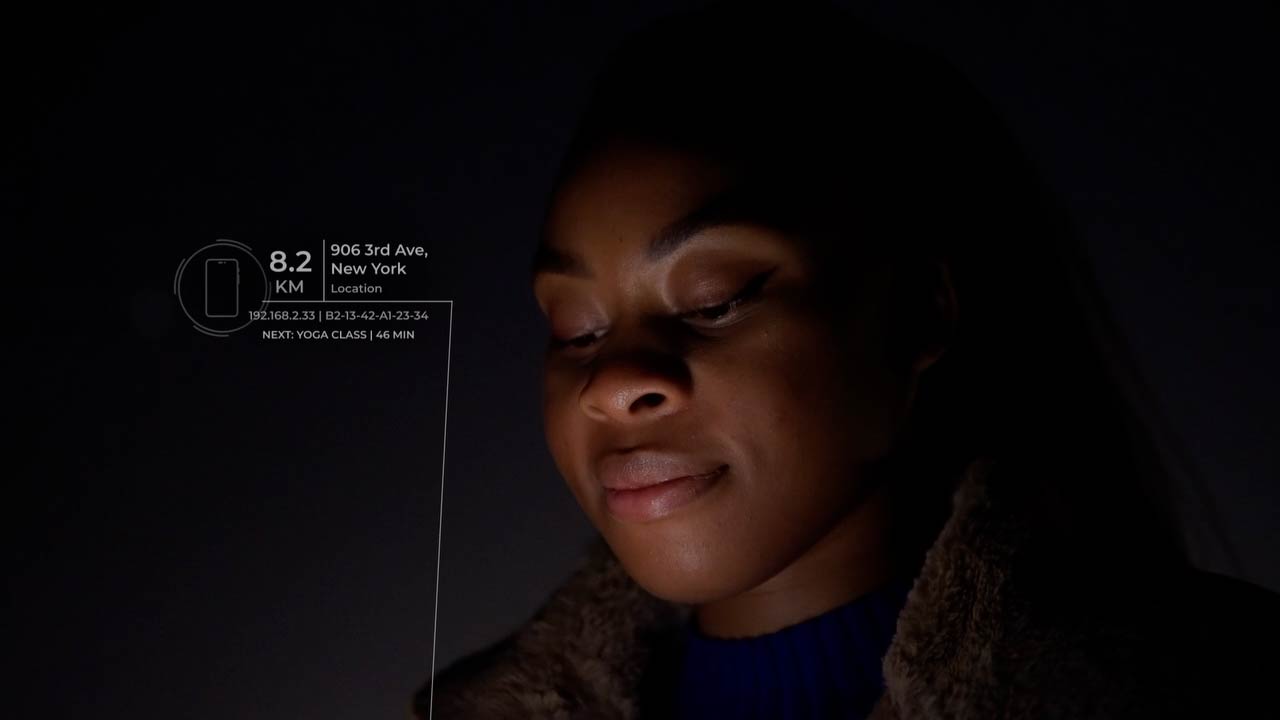 8.2
KM
906 3rd Ave,
New York
Location
192.168.2.33 | B2-13-42-A1-23-34
NEXT: YOGA CLASS | 46 MIN